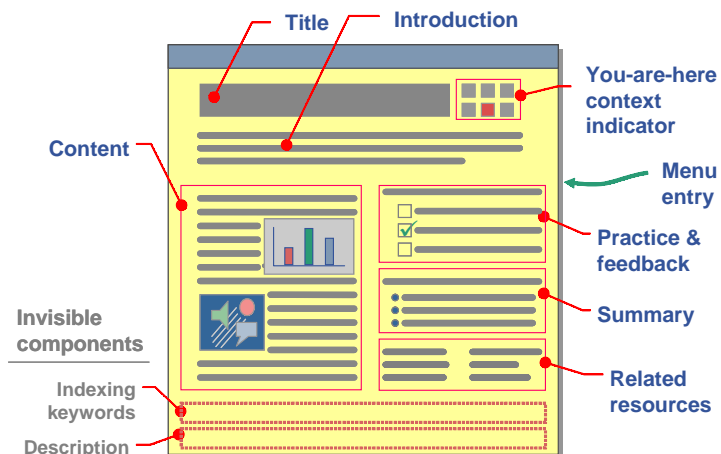 Title
Introduction
You-are-here
context
indicator
Content
Menu
entry
Practice &
feedback
Summary
Invisible
components
Related
resources
Indexing
keywords
Description